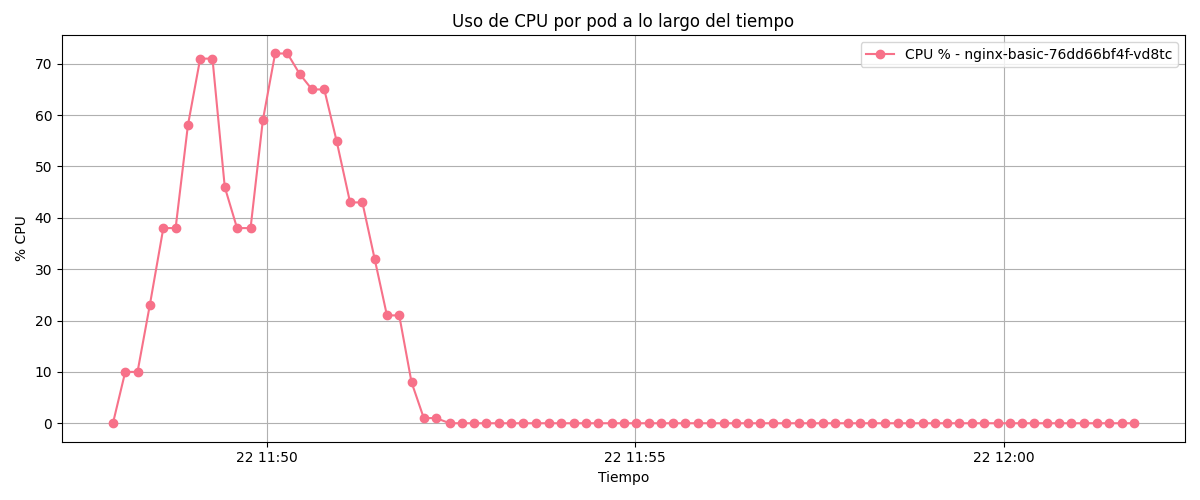 Uso de CPU por pod a lo largo del tiempo
CPU % - nginx-basic-76dd66bf4f-vd8tc
% CPU
70
60
50
40
30
20
10
0
22 11:50
22 11:55
22 12:00
Tiempo